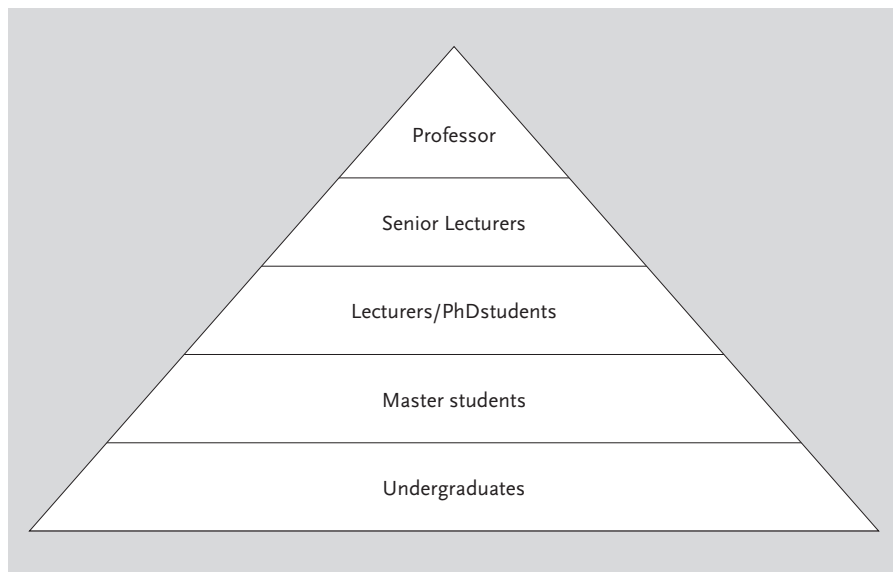 Professor
Senior Lecturers
Lecturers/PhDstudents
Master students
Undergraduates